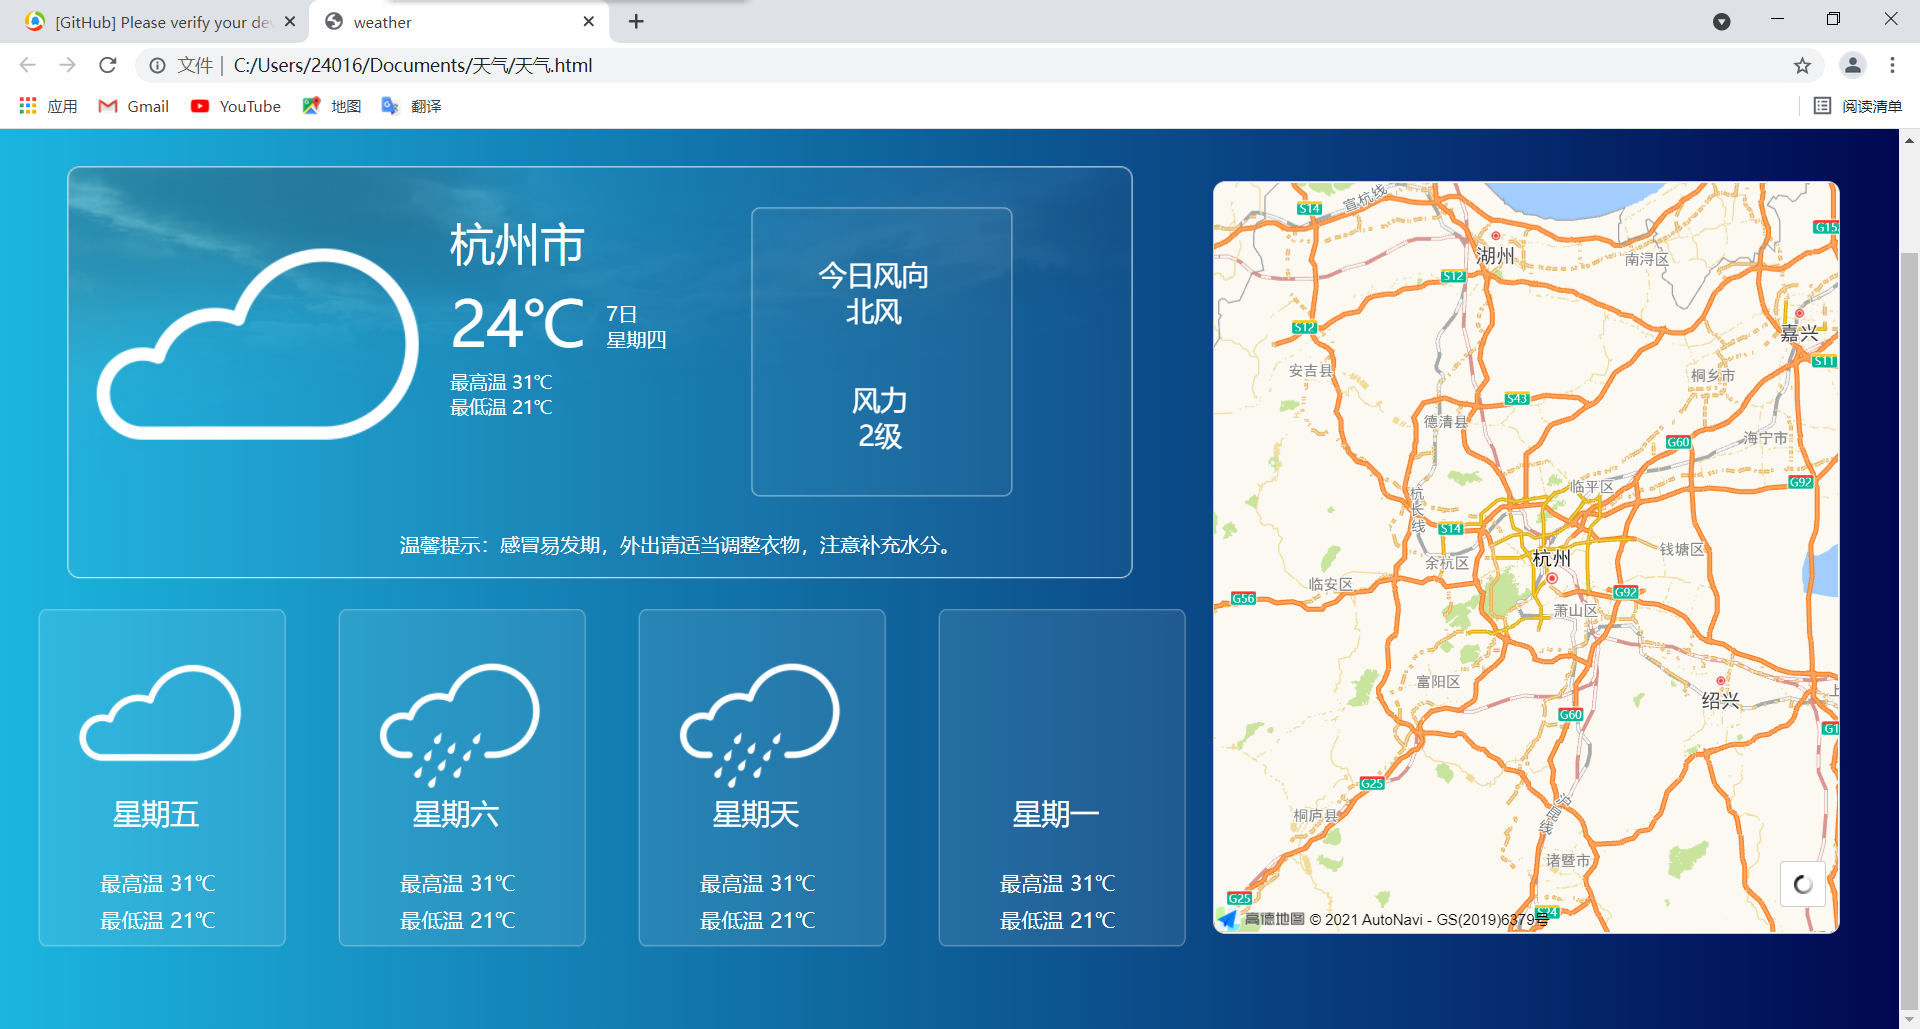 [GitHub] Please verify your dev
weather
文件
C:/Users/24016/Documents/天气/天气.html
应用
Gmail
YouTube
地图
翻译
阅读清单
杭州市
24℃
7日
星期四
最高温 31℃
最低温 21℃
今日风向
北风
风力
2级
温馨提示：感冒易发期，外出请适当调整衣物，注意补充水分。
星期五
最高温 31℃
最低温 21℃
星期六
最高温 31℃
最低温 21℃
星期天
最高温 31℃
最低温 21℃
星期一
最高温 31℃
最低温 21℃
S14
宣杭线
G15
湖州
南浔区
S12
嘉兴
S12
S11
安吉县
桐乡市
S43
德清县
G60
海宁市
G92
临平区
杭长线
S14
余杭区
杭州
钱塘区
临安区
G56
G92
萧山区
富阳区
绍兴
上
G60
G1
G25
桐庐县
沪昆线
诸暨市
G25
S24
高德地图 © 2021 AutoNavi - GS(2019)6379号